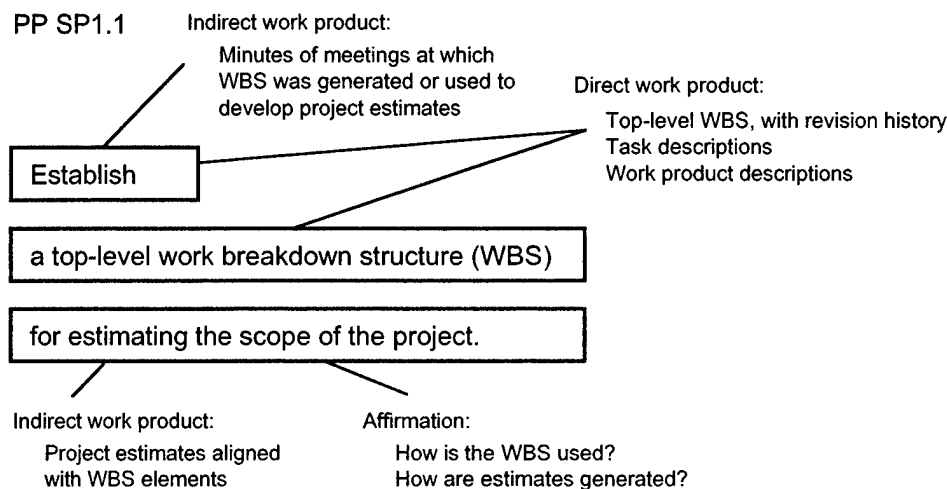 PP SP1.1
Indirect work product:
Minutes of meetings at which
WBS was generated or used to
develop project estimates
Direct work product:
Top-level WBS, with revision history
Task descriptions
Work product descriptions
Establish
a top-level work breakdown structure (WBS)
for estimating the scope of the project.
Indirect work product:
Project estimates aligned
with WBS elements
Affirmation:
How is the WBS used?
How are estimates generated?